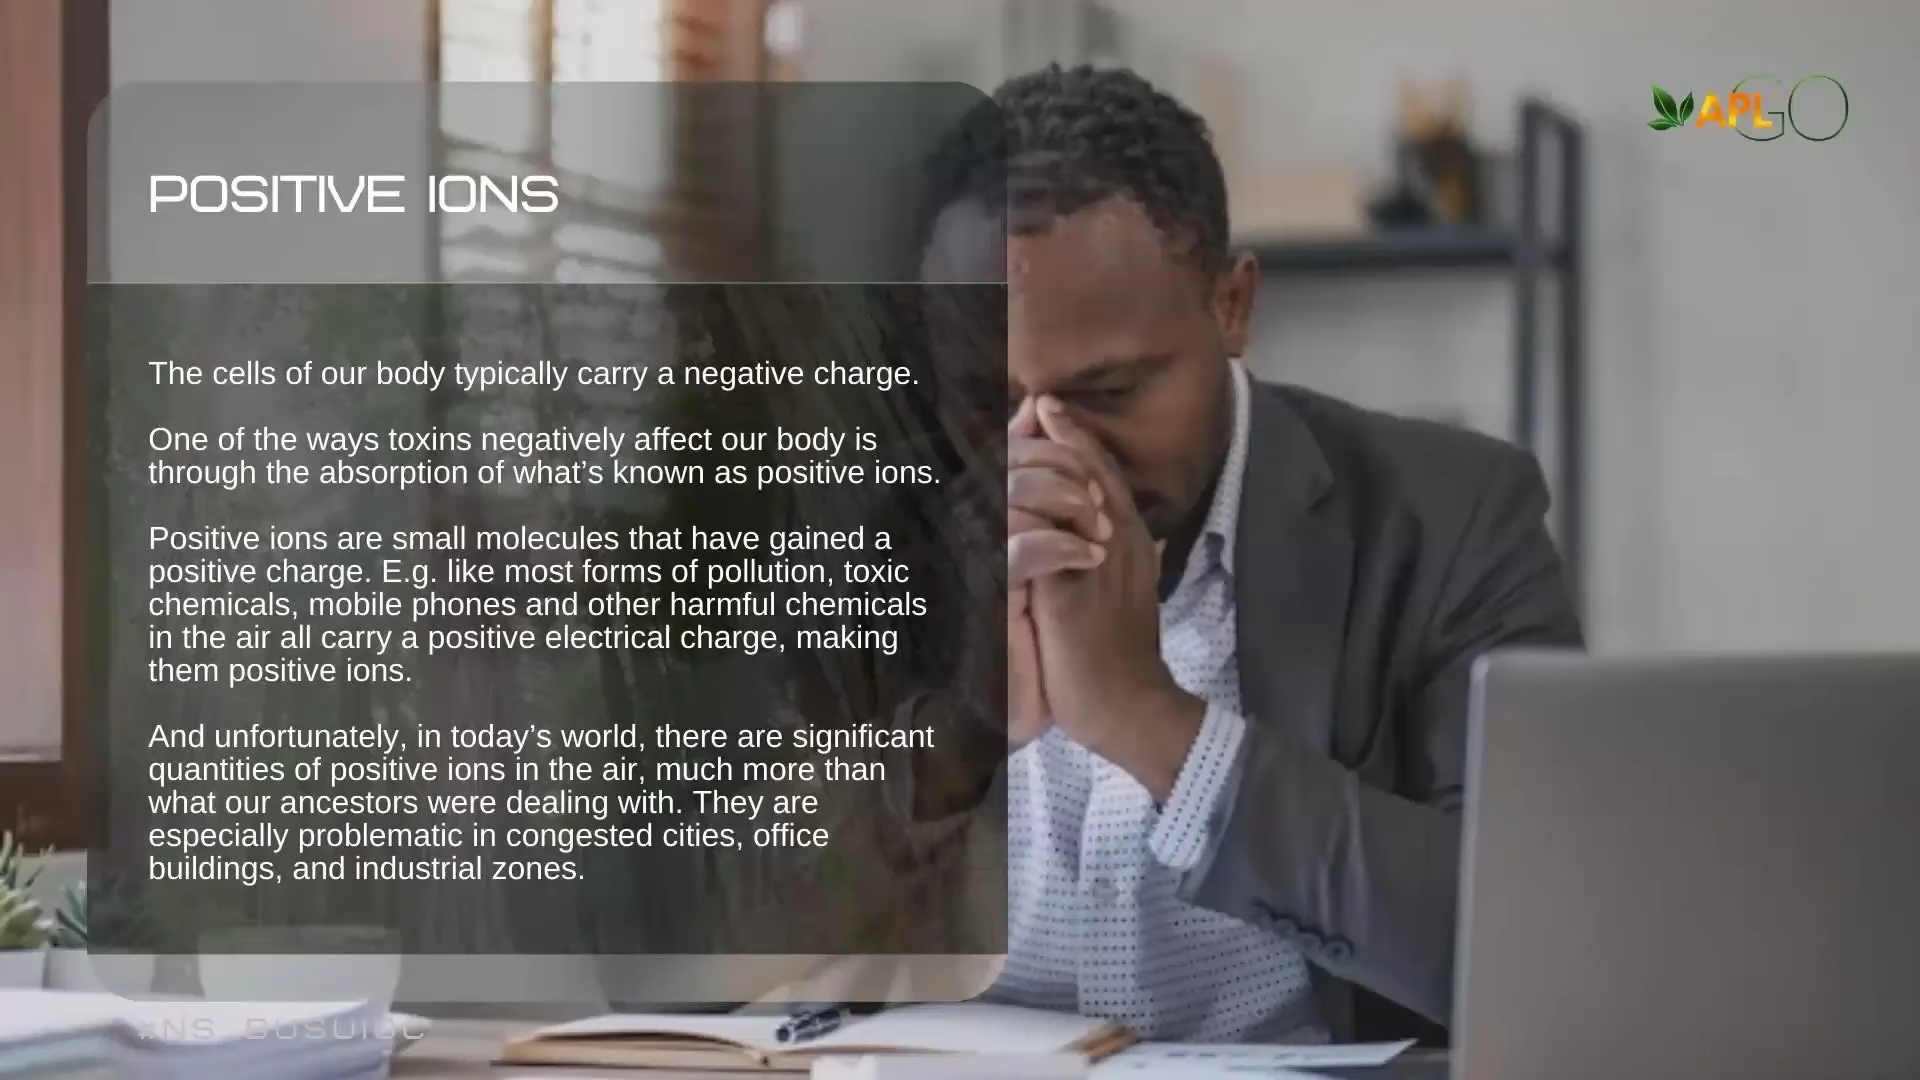 APLGO
POSITIVE IONS
The cells of our body typically carry a negative charge.
One of the ways toxins negatively affect our body is
through the absorption of what’s known as positive ions.
Positive ions are small molecules that have gained a
positive charge. E.g. like most forms of pollution, toxic
chemicals, mobile phones and other harmful chemicals
in the air all carry a positive electrical charge, making
them positive ions.
And unfortunately, in today’s world, there are significant
quantities of positive ions in the air, much more than
what our ancestors were dealing with. They are
especially problematic in congested cities, office
buildings, and industrial zones.